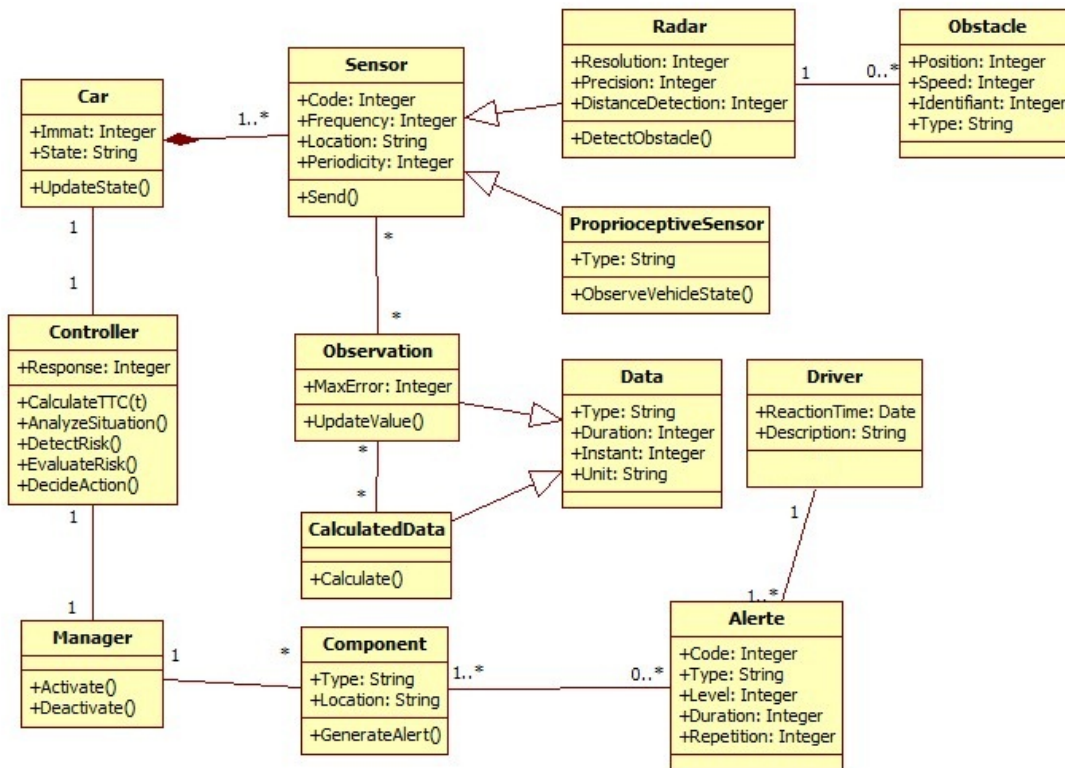 Car
+Immat: Integer
+State: String
+UpdateState()
1..*
Sensor
+Code: Integer
+Frequency: Integer
+Location: String
+Periodicity: Integer
+Send()
Radar
+Resolution: Integer
+Precision: Integer
+DistanceDetection: Integer
+DetectObstacle()
1
0..*
Obstacle
+Position: Integer
+Speed: Integer
+Identifiant: Integer
+Type: String
ProprioceptiveSensor
+Type: String
+ObserveVehicleState()
1
1
*
*
Controller
+Response: Integer
+CalculateTTC(t)
+AnalyzeSituation()
+DetectRisk()
+EvaluateRisk()
+DecideAction()
Observation
+MaxError: Integer
+UpdateValue()
Data
+Type: String
+Duration: Integer
+Instant: Integer
+Unit: String
Driver
+ReactionTime: Date
+Description: String
*
*
CalculatedData
+Calculate()
1
1
1
1..*
Manager
+Activate()
+Deactivate()
1
*
Component
+Type: String
+Location: String
+GenerateAlert()
1..*
0..*
Alerte
+Code: Integer
+Type: String
+Level: Integer
+Duration: Integer
+Repetition: Integer